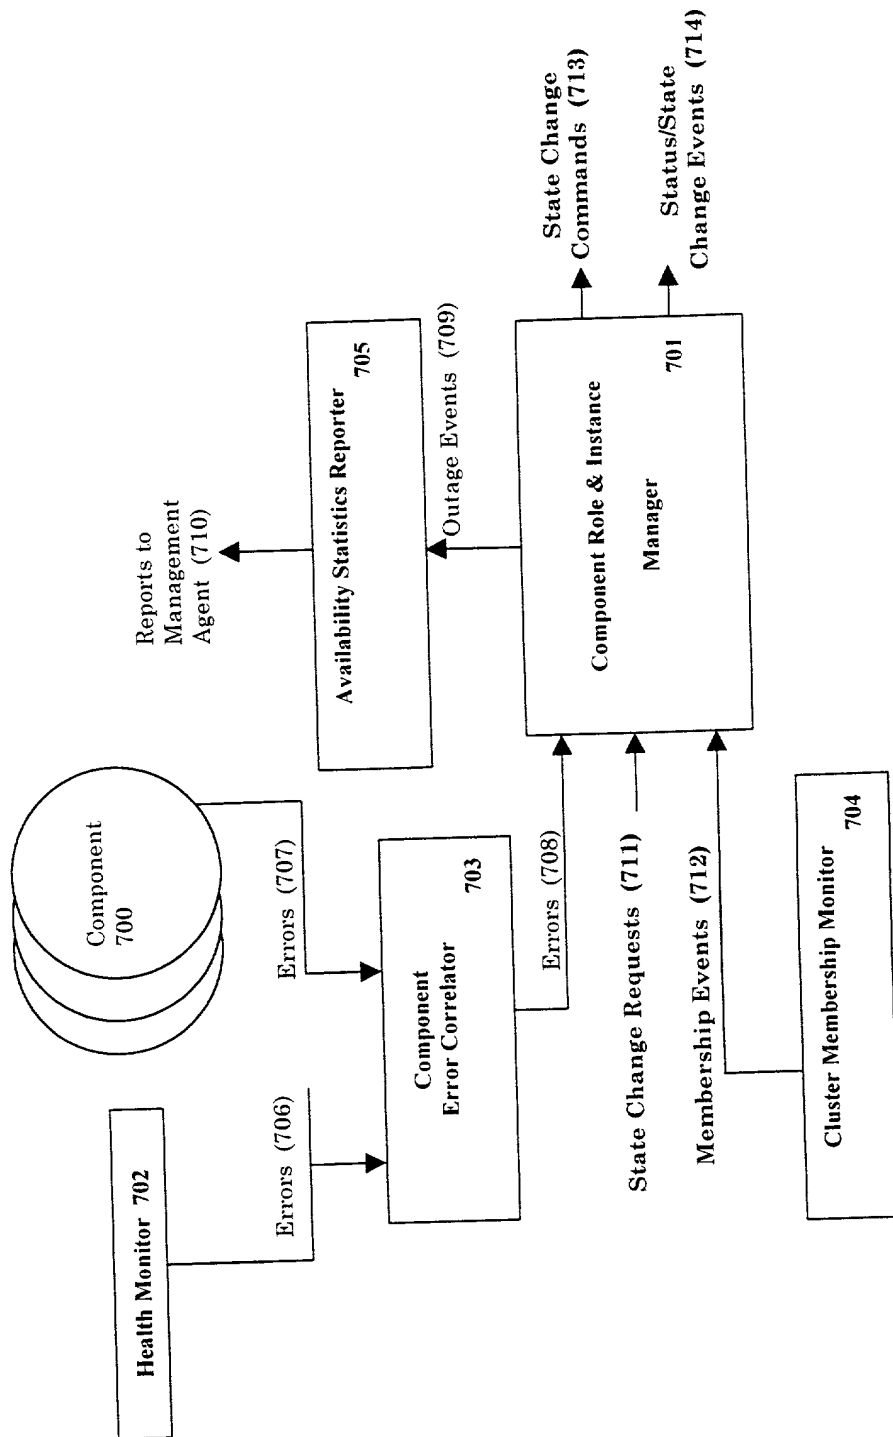 Health Monitor 702
Component
700
Errors (706)
Errors (707)
Reports to
Management
Agent (710)
Component
Error Correlator
703
Availability Statistics Reporter
705
Errors (708)
Outage Events (709)
State Change Requests (711)
Membership Events (712)
Component Role & Instance
Manager
701
State Change
Commands (713)
Status/State
Change Events (714)
Cluster Membership Monitor
704